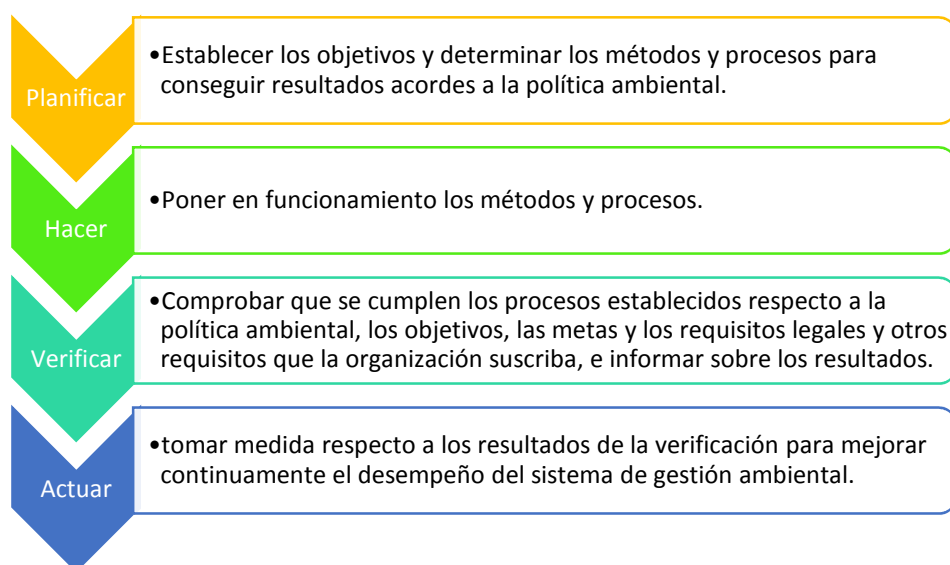 Planificar
•Establecer los objetivos y determinar los métodos y procesos para
conseguir resultados acordes a la política ambiental.
Hacer
•Poner en funcionamiento los métodos y procesos.
Verificar
•Comprobar que se cumplen los procesos establecidos respecto a la
política ambiental, los objetivos, las metas y los requisitos legales y otros
requisitos que la organización suscriba, e informar sobre los resultados.
Actuar
•tomar medida respecto a los resultados de la verificación para mejorar
continuamente el desempeño del sistema de gestión ambiental.